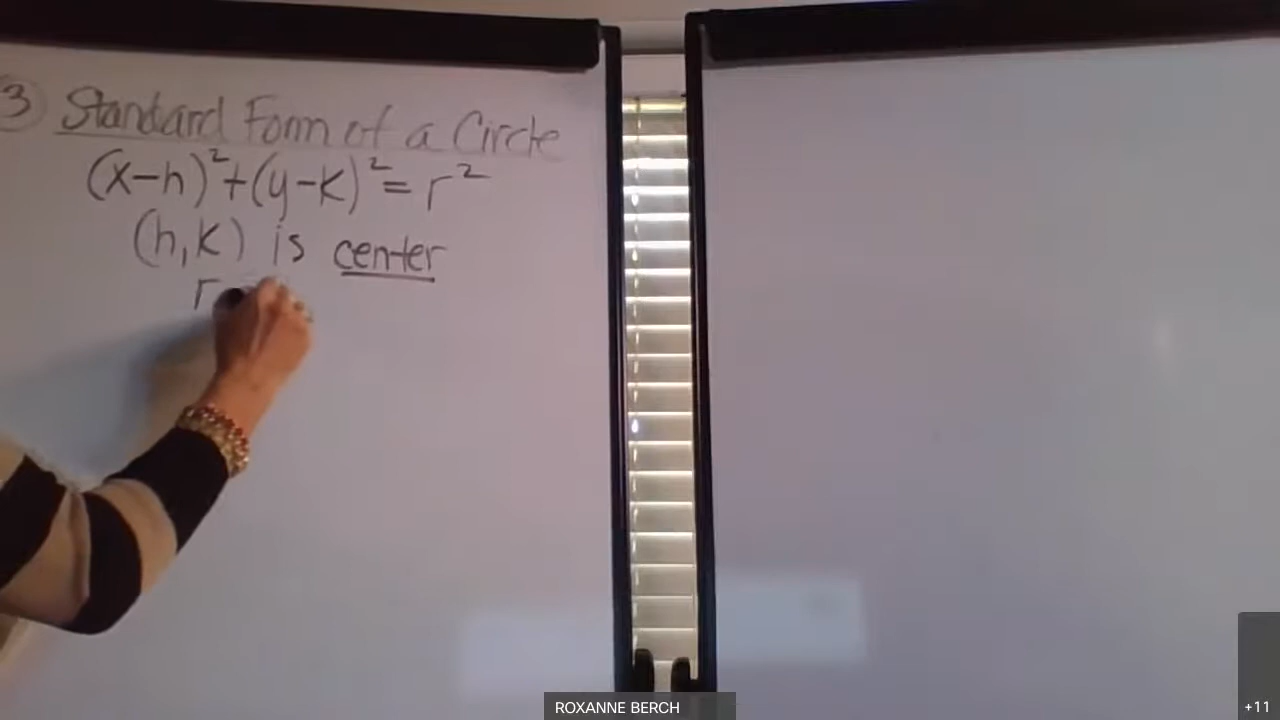 3 Standard Form of a Circle
(x-h)²+(y-k)²=r²
(h,k) is center
r
ROXANNE BERCH
+11